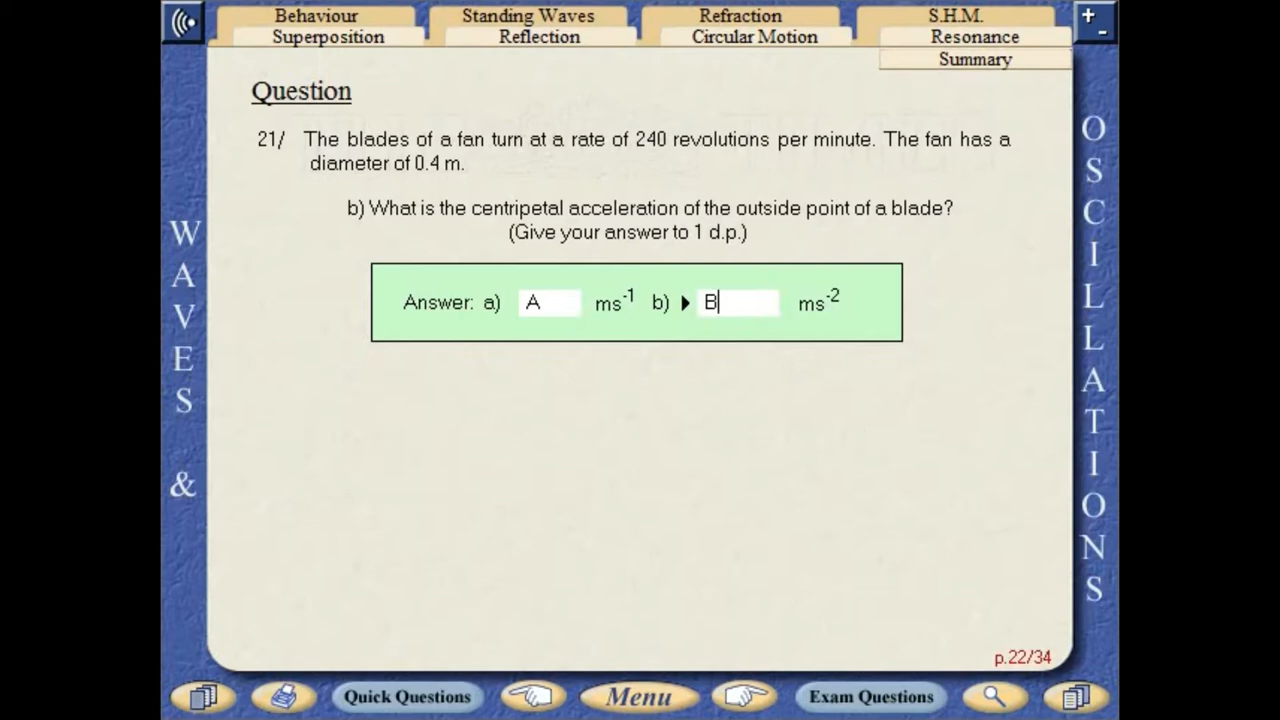 Behaviour
Standing Waves
Refraction
S.H.M.
Superposition
Reflection
Circular Motion
Resonance
Summary
Question
21/ The blades of a fan turn at a rate of 240 revolutions per minute. The fan has a
diameter of 0.4 m.
b) What is the centripetal acceleration of the outside point of a blade?
(Give your answer to 1 d.p.)
Answer: a) A ms⁻¹ b) B ms⁻²
WAVES &
OSCILLATIONS
p.22/34
Quick Questions
Menu
Exam Questions